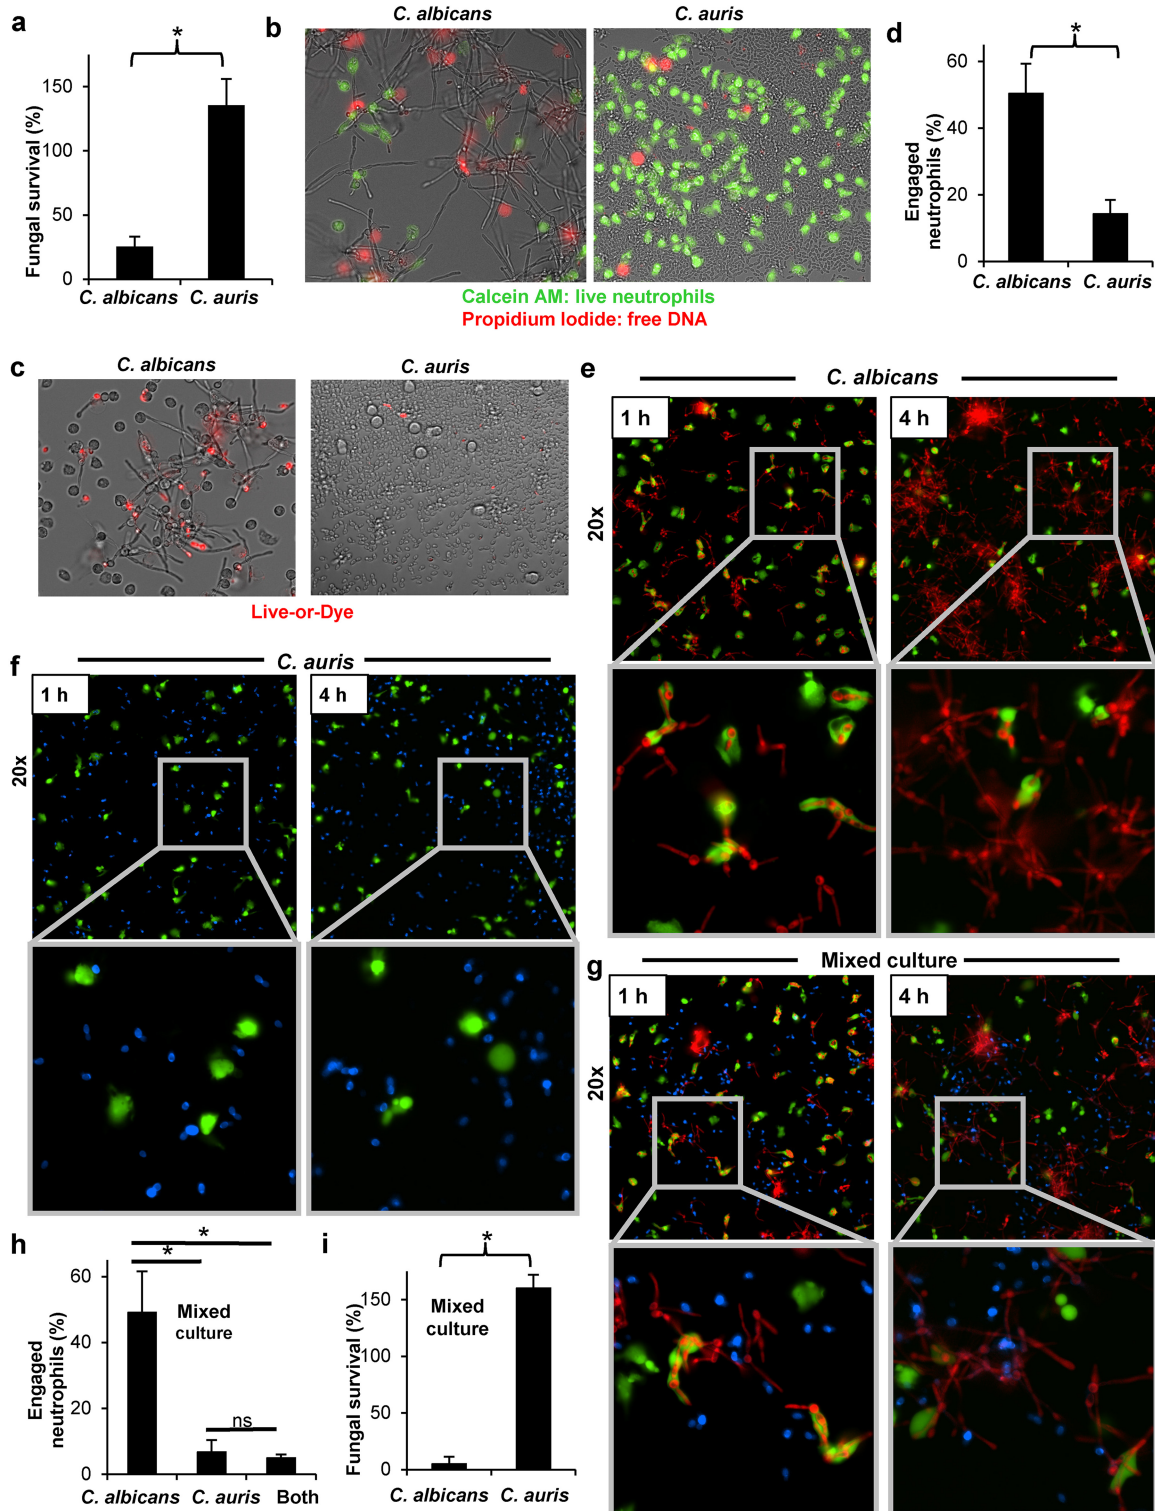 a
*
Fungal survival (%)
150
100
50
0
C. albicans
C. auris
b
C. albicans
C. auris
Calcein AM: live neutrophils
Propidium Iodide: free DNA
d
*
Engaged
neutrophils (%)
60
40
20
0
C. albicans
C. auris
c
C. albicans
C. auris
Live-or-Dye
e
C. albicans
1 h
4 h
20x
f
C. auris
1 h
4 h
20x
g
Mixed culture
1 h
4 h
20x
h
*
*
Mixed
culture
ns
Engaged
neutrophils (%)
60
40
20
0
C. albicans
C. auris
Both
i
*
Mixed
culture
Fungal survival (%)
150
100
50
0
C. albicans
C. auris